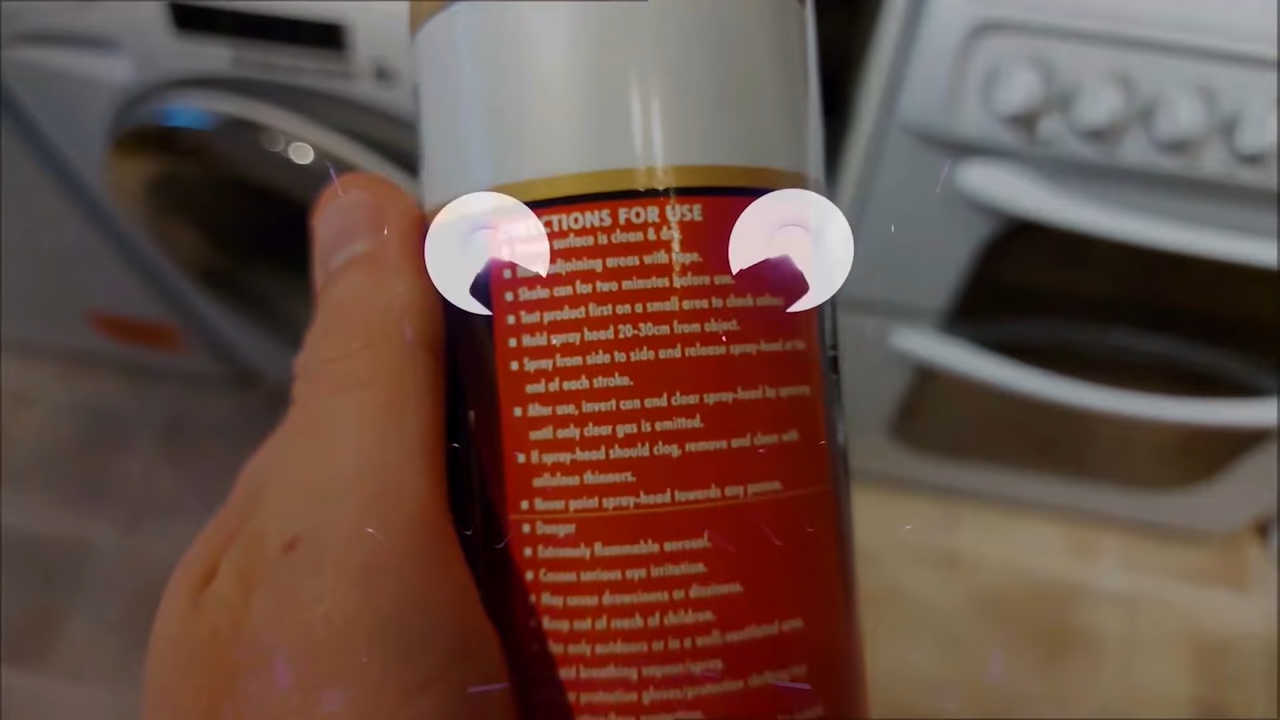 DIRECTIONS FOR USE
surface is clean & dry.
adjoining areas with tape.
Shake can for two minutes before use.
Test product first on a small area to check colour
Hold spray head 20-30cm from object.
Spray from side to side and release spray-head at the
end of each stroke.
After use, invert can and clear spray-head by spraying
until only clear gas is emitted.
If spray-head should clog, remove and clean with
cellulose thinners.
Never point spray-head towards any person.
Danger
Extremely flammable aerosol.
Causes serious eye irritation.
May cause drowsiness or dizziness.
Keep out of reach of children.
only outdoors or in a well-ventilated area.
breathing vapour/spray.
protective gloves/protective clothing/eye